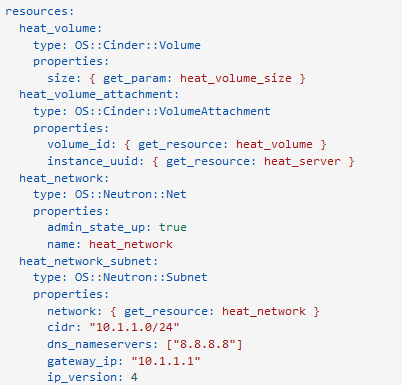 resources:
  heat_volume:
    type: OS::Cinder::Volume
    properties:
      size: { get_param: heat_volume_size }
  heat_volume_attachment:
    type: OS::Cinder::VolumeAttachment
    properties:
      volume_id: { get_resource: heat_volume }
      instance_uuid: { get_resource: heat_server }
  heat_network:
    type: OS::Neutron::Net
    properties:
      admin_state_up: true
      name: heat_network
  heat_network_subnet:
    type: OS::Neutron::Subnet
    properties:
      network: { get_resource: heat_network }
      cidr: "10.1.1.0/24"
      dns_nameservers: ["8.8.8.8"]
      gateway_ip: "10.1.1.1"
      ip_version: 4